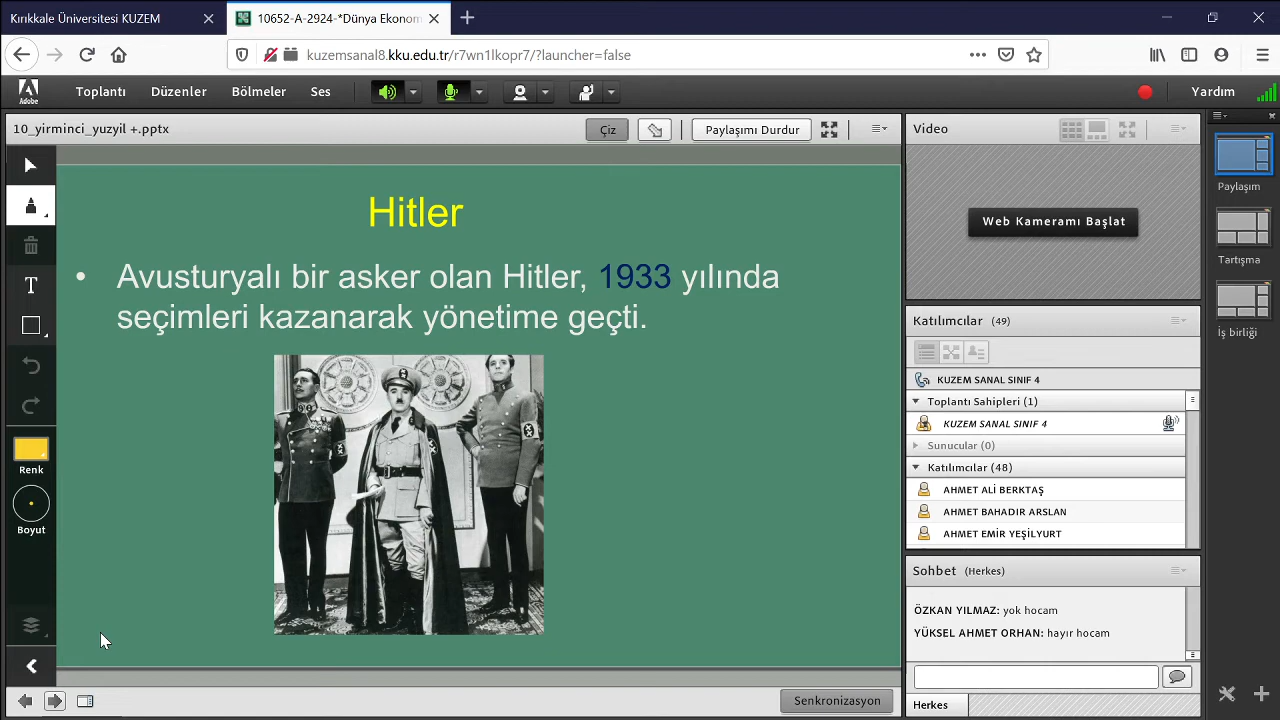 Kırıkkale Üniversitesi KUZEM
10652-A-2924-*Dünya Ekonom
kuzemsanal8.kku.edu.tr/r7wn1lkopr7/?launcher=false
Adobe
Toplantı
Düzenler
Bölmeler
Ses
Yardım
10_yirminci_yuzyil +.pptx
Çiz
Paylaşımı Durdur
Hitler
• Avusturyalı bir asker olan Hitler, 1933 yılında
seçimleri kazanarak yönetime geçti.
T
Renk
Boyut
Senkronizasyon
Video
Web Kameramı Başlat
Katılımcılar (49)
KUZEM SANAL SINIF 4
Toplantı Sahipleri (1)
KUZEM SANAL SINIF 4
Sunucular (0)
Katılımcılar (48)
AHMET ALİ BERKTAŞ
AHMET BAHADIR ARSLAN
AHMET EMİR YEŞİLYURT
Sohbet (Herkes)
ÖZKAN YILMAZ: yok hocam
YÜKSEL AHMET ORHAN: hayır hocam
Herkes
Paylaşım
Tartışma
İş birliği